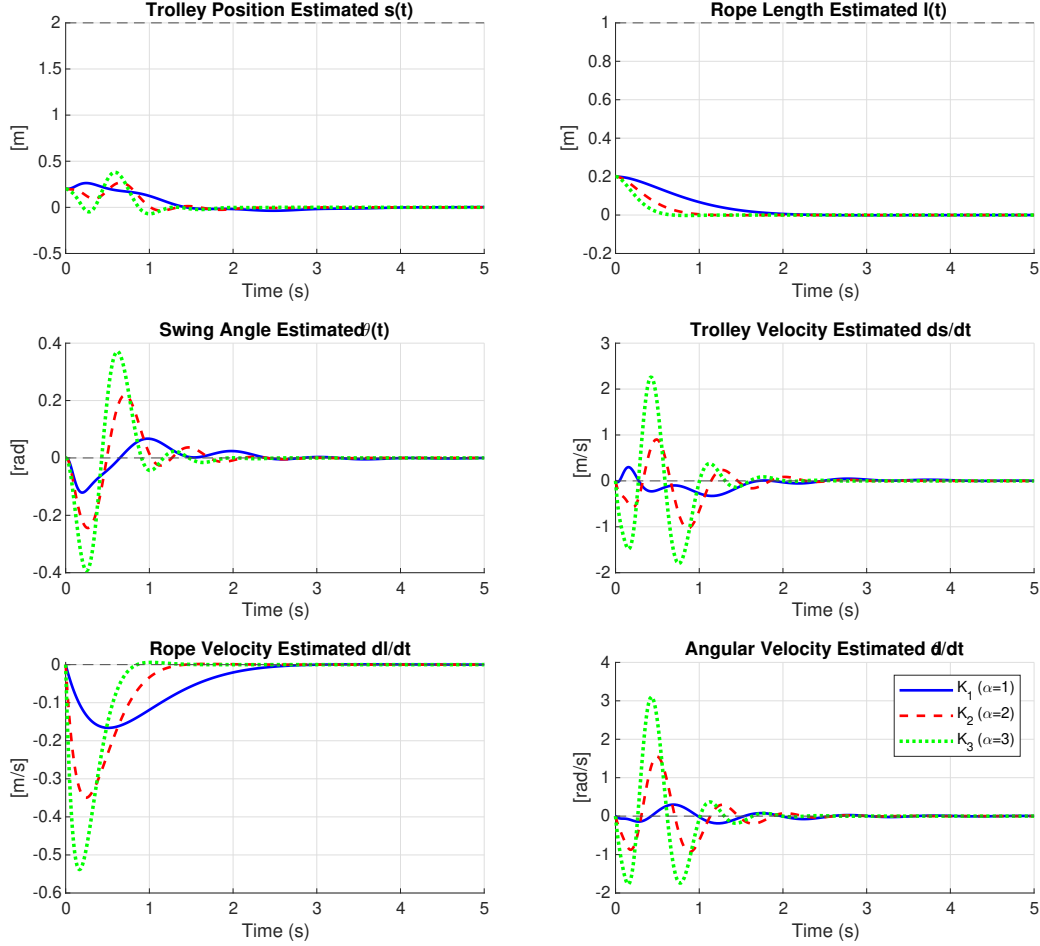 Trolley Position Estimated s(t)
2
1.5
1
0.5
0
-0.5
[m]
0 1 2 3 4 5
Time (s)
Rope Length Estimated l(t)
1
0.8
0.6
0.4
0.2
0
-0.2
[m]
0 1 2 3 4 5
Time (s)
Swing Angle Estimated θ(t)
0.4
0.2
0
-0.2
-0.4
[rad]
0 1 2 3 4 5
Time (s)
Trolley Velocity Estimated ds/dt
3
2
1
0
-1
-2
[m/s]
0 1 2 3 4 5
Time (s)
Rope Velocity Estimated dl/dt
0
-0.1
-0.2
-0.3
-0.4
-0.5
-0.6
[m/s]
0 1 2 3 4 5
Time (s)
Angular Velocity Estimated dθ/dt
4
3
2
1
0
-1
-2
[rad/s]
0 1 2 3 4 5
Time (s)
K1 (α=1)
K2 (α=2)
K3 (α=3)